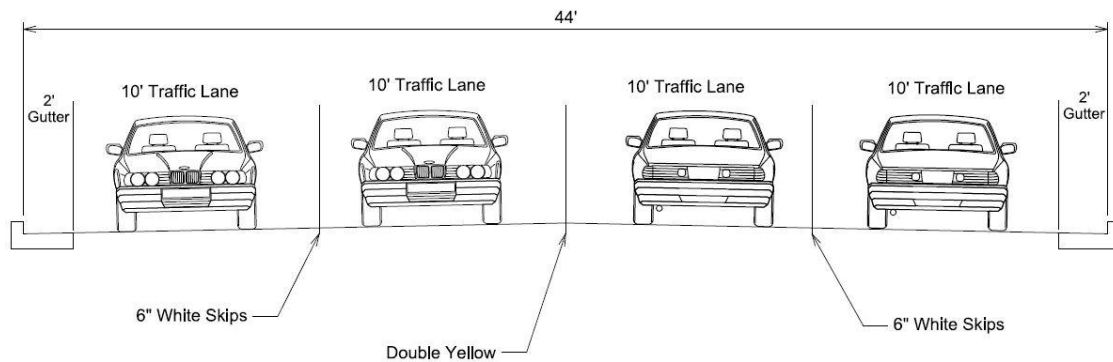 44'
2'
Gutter
10' Traffic Lane
10' Traffic Lane
10' Traffic Lane
10' Traffic Lane
2'
Gutter
6" White Skips
Double Yellow
6" White Skips